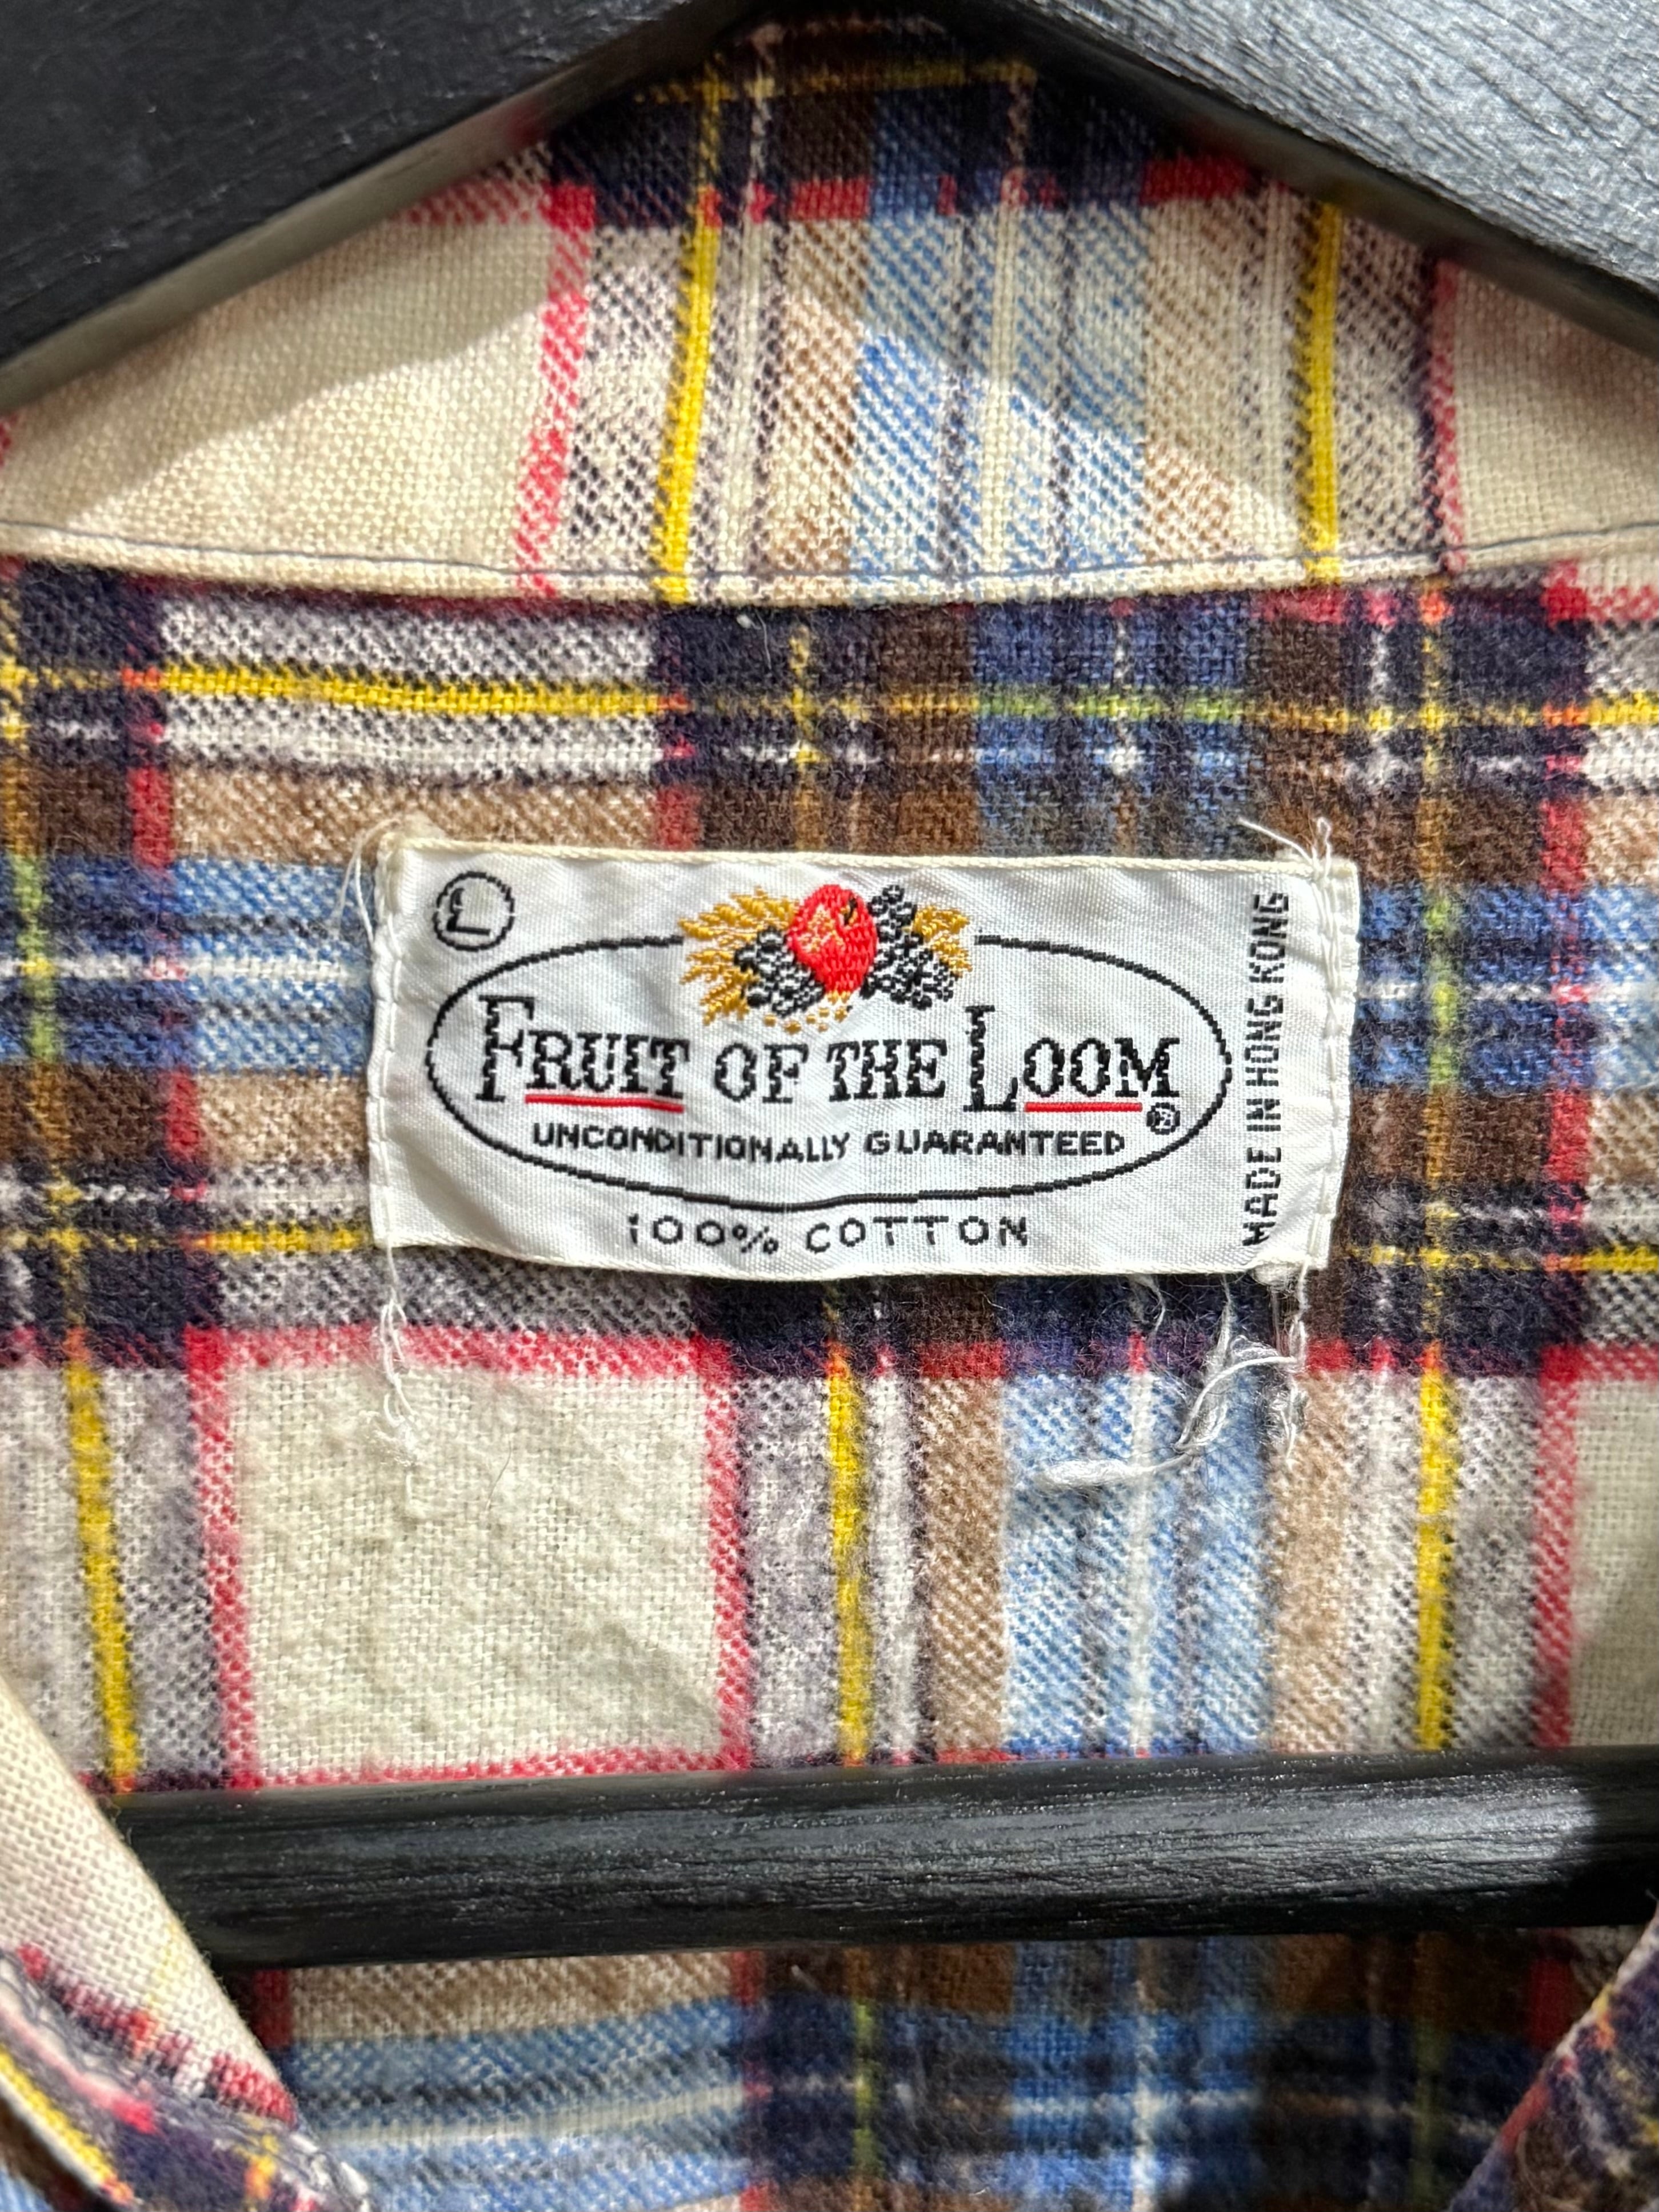 L
FRUIT OF THE LOOM®
UNCONDITIONALLY GUARANTEED
100% COTTON
MADE IN HONG KONG